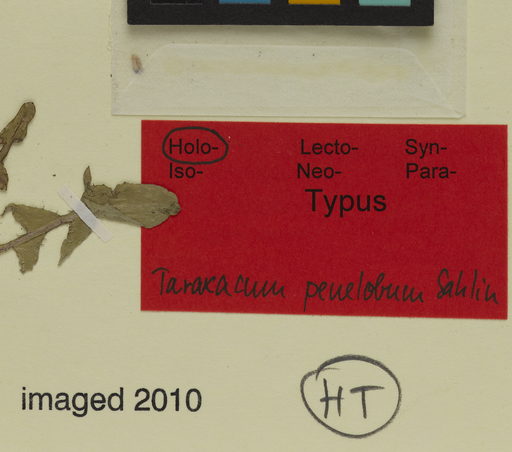 Holo- Lecto- Syn-
Iso- Neo- Para-
Typus
Taraxacum penelobum Sahlin
imaged 2010
HT